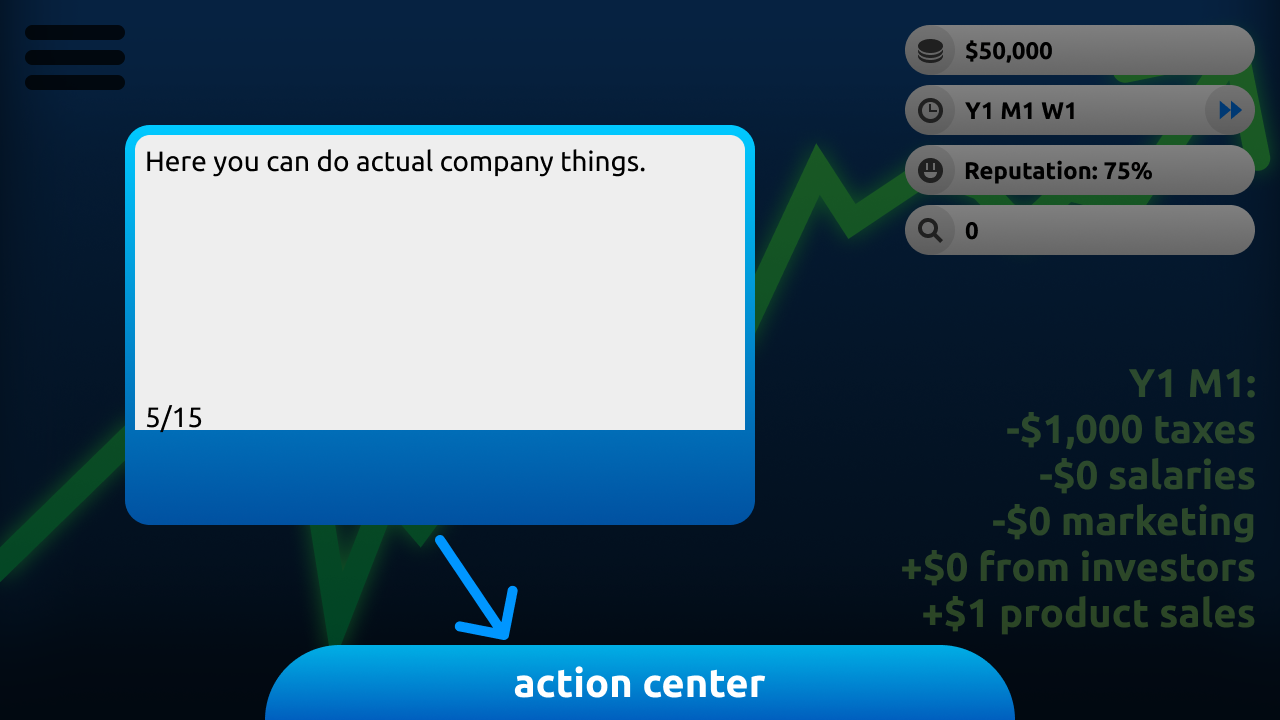 $50,000
Y1 M1 W1
Reputation: 75%
0
Here you can do actual company things.
5/15
Y1 M1:
-$1,000 taxes
-$0 salaries
-$0 marketing
+$0 from investors
+$1 product sales
action center